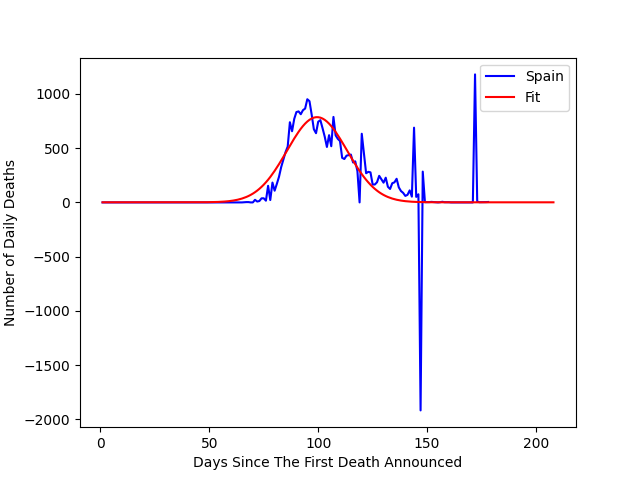 Spain
Fit
1000
500
0
−500
−1000
−1500
−2000
Number of Daily Deaths
0 50 100 150 200
Days Since The First Death Announced